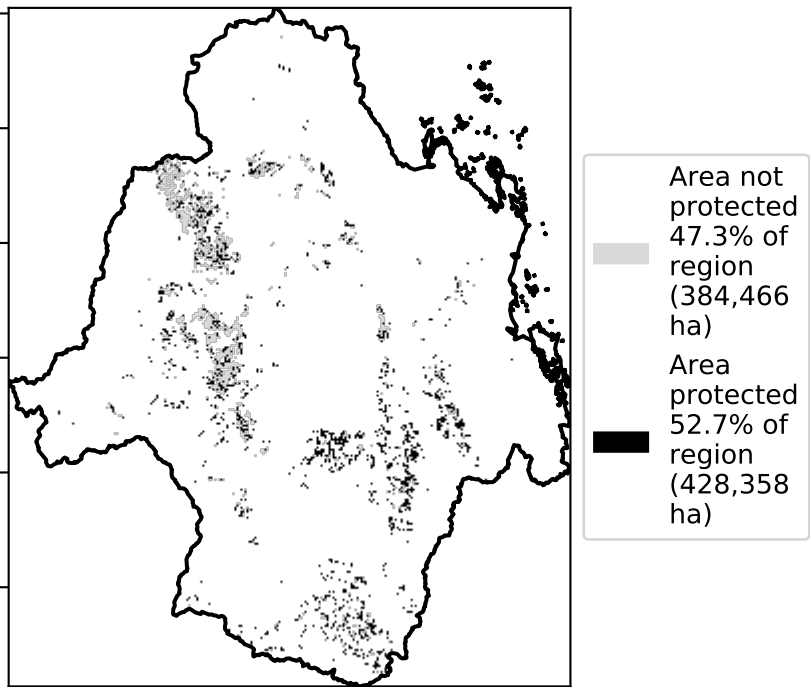 Area not
protected
47.3% of
region
(384,466
ha)
Area
protected
52.7% of
region
(428,358
ha)